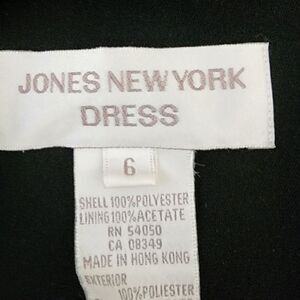 JONES NEW YORK
DRESS
6
SHELL 100%POLYESTER
LINING 100%ACETATE
RN 54050
CA 08349
MADE IN HONG KONG
EXTERIOR
100%POLIESTER